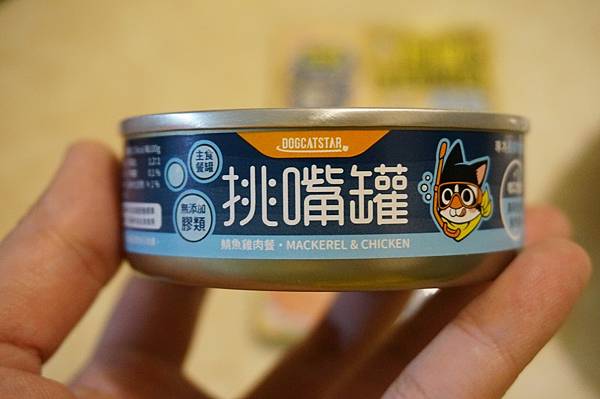 DOGCATSTAR
主食
餐罐
無添加
膠類
挑嘴罐
鯖魚雞肉餐・MACKEREL & CHICKEN